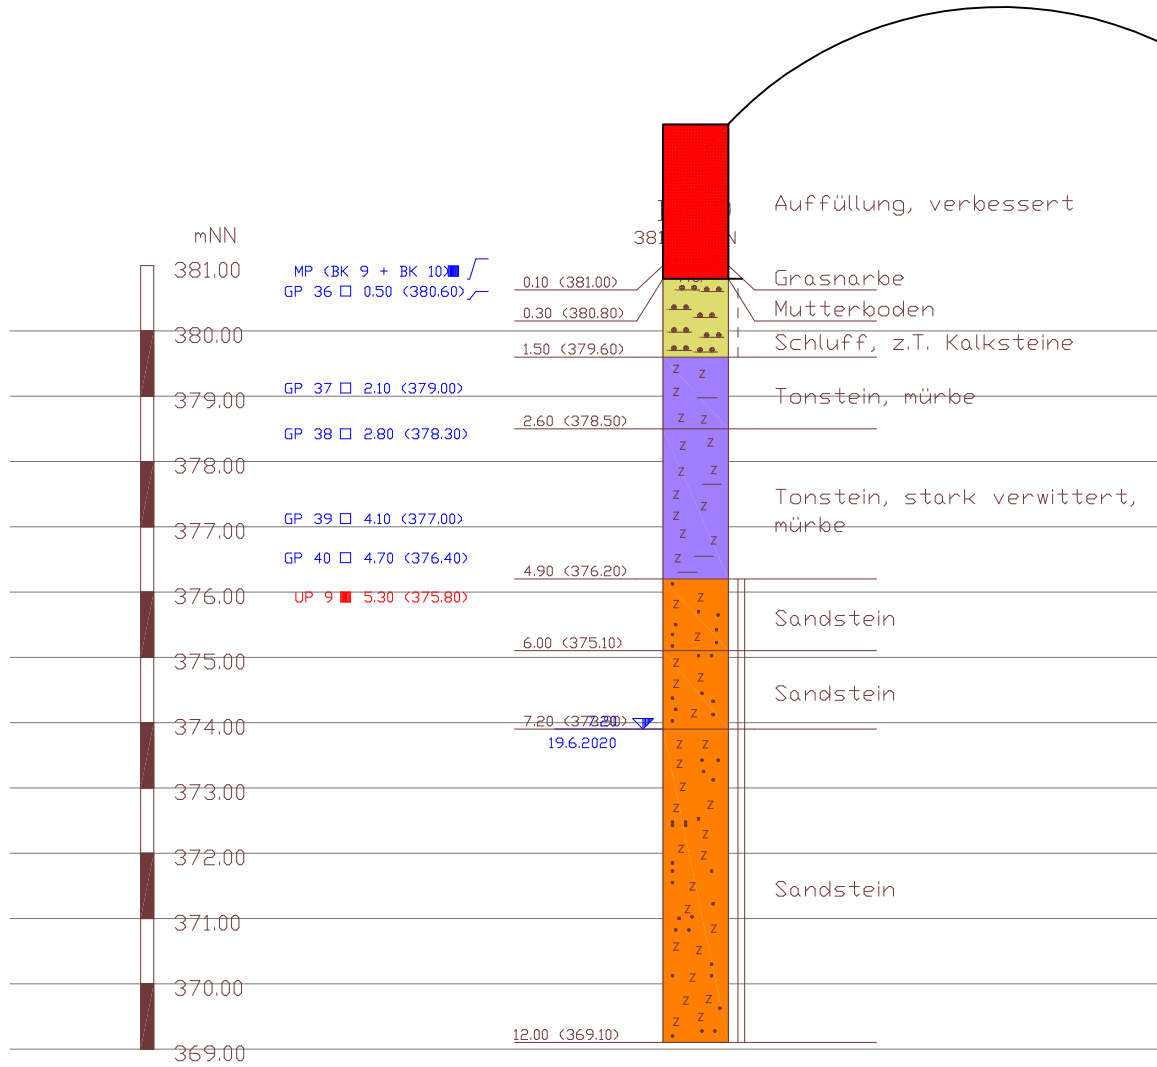 Auffüllung, verbessert
mNN
381.00
MP (BK 9 + BK 10)
GP 36 0.50 (380.60)
0.10 (381.00)
Grasnarbe
0.30 (380.80)
Mutterboden
380.00
1.50 (379.60)
Schluff, z.T. Kalksteine
GP 37 2.10 (379.00)
379.00
Tonstein, mürbe
2.60 (378.50)
GP 38 2.80 (378.30)
378.00
Tonstein, stark verwittert,
mürbe
GP 39 4.10 (377.00)
377.00
GP 40 4.70 (376.40)
4.90 (376.20)
376.00
UP 9 5.30 (375.80)
Sandstein
6.00 (375.10)
375.00
Sandstein
7.20 (373.90)
7.20
374.00
19.6.2020
373.00
372.00
Sandstein
371.00
370.00
12.00 (369.10)
369.00